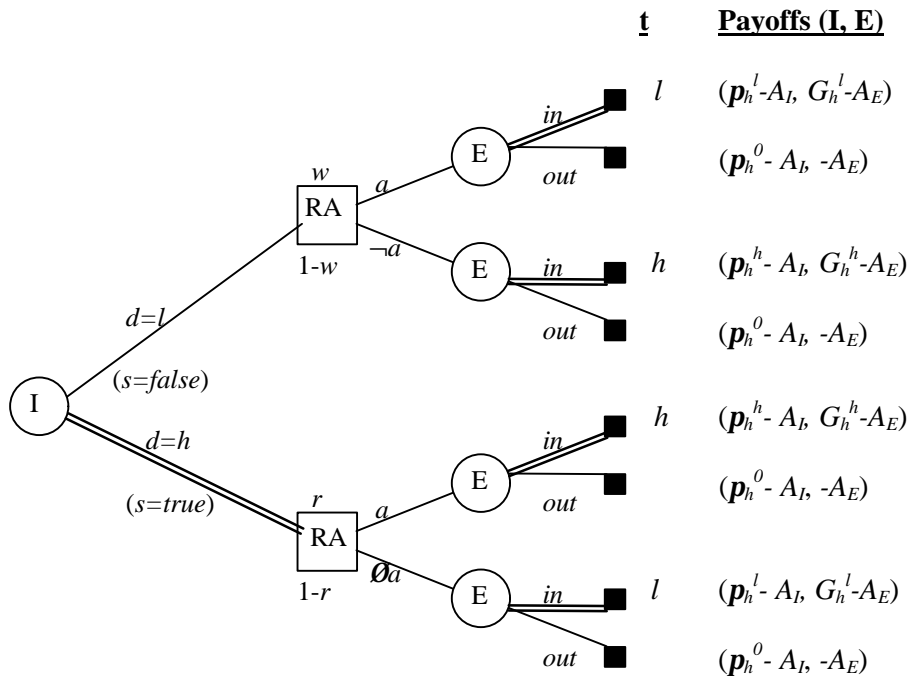 t Payoffs (I, E)
in l (p_h^l-A_I, G_h^l-A_E)
E
w a out (p_h^0- A_I, -A_E)
RA
¬a in h (p_h^h- A_I, G_h^h-A_E)
1-w E
d=l out (p_h^0- A_I, -A_E)
(s=false)
I
d=h in h (p_h^h- A_I, G_h^h-A_E)
E
(s=true) r a out (p_h^0- A_I, -A_E)
RA
Øa in l (p_h^l- A_I, G_h^l-A_E)
1-r E
out (p_h^0- A_I, -A_E)